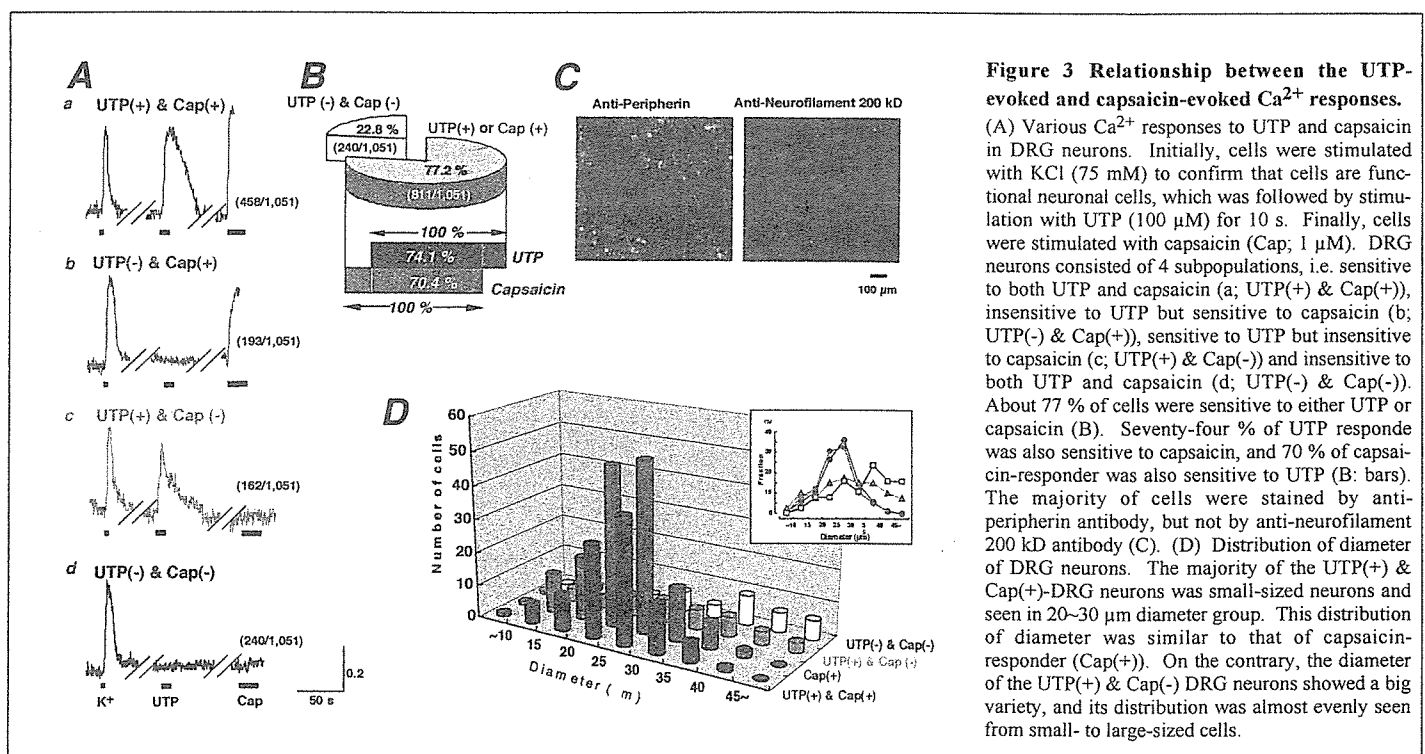 A
a UTP(+) & Cap(+)
(458/1,051)
b UTP(-) & Cap(+)
(193/1,051)
c UTP(+) & Cap (-)
(162/1,051)
d UTP(-) & Cap(-)
(240/1,051)
K+ UTP Cap
0.2
50 s
B
UTP (-) & Cap (-)
22.8 %
(240/1,051)
UTP(+) or Cap (+)
77.2 %
(811/1,051)
100 %
74.1 % UTP
70.4 % Capsaicin
100 %
C
Anti-Peripherin Anti-Neurofilament 200 kD
100 µm
D
Number of cells
60
50
40
30
20
10
0
~10 15 20 25 30 35 40 45~
Diameter ( m )
UTP(-) & Cap(-)
UTP(+) & Cap (-)
Cap(+)
UTP(+) & Cap(+)
Fraction
Diameter (µm)
Figure 3 Relationship between the UTP-
evoked and capsaicin-evoked Ca2+ responses.
(A) Various Ca2+ responses to UTP and capsaicin
in DRG neurons. Initially, cells were stimulated
with KCl (75 mM) to confirm that cells are func-
tional neuronal cells, which was followed by stimu-
lation with UTP (100 µM) for 10 s. Finally, cells
were stimulated with capsaicin (Cap; 1 µM). DRG
neurons consisted of 4 subpopulations, i.e. sensitive
to both UTP and capsaicin (a; UTP(+) & Cap(+)),
insensitive to UTP but sensitive to capsaicin (b;
UTP(-) & Cap(+)), sensitive to UTP but insensitive
to capsaicin (c; UTP(+) & Cap(-)) and insensitive to
both UTP and capsaicin (d; UTP(-) & Cap(-)).
About 77 % of cells were sensitive to either UTP or
capsaicin (B). Seventy-four % of UTP responde
was also sensitive to capsaicin, and 70 % of capsai-
cin-responder was also sensitive to UTP (B: bars).
The majority of cells were stained by anti-
peripherin antibody, but not by anti-neurofilament
200 kD antibody (C). (D) Distribution of diameter
of DRG neurons. The majority of the UTP(+) &
Cap(+)-DRG neurons was small-sized neurons and
seen in 20~30 µm diameter group. This distribution
of diameter was similar to that of capsaicin-
responder (Cap(+)). On the contrary, the diameter
of the UTP(+) & Cap(-) DRG neurons showed a big
variety, and its distribution was almost evenly seen
from small- to large-sized cells.